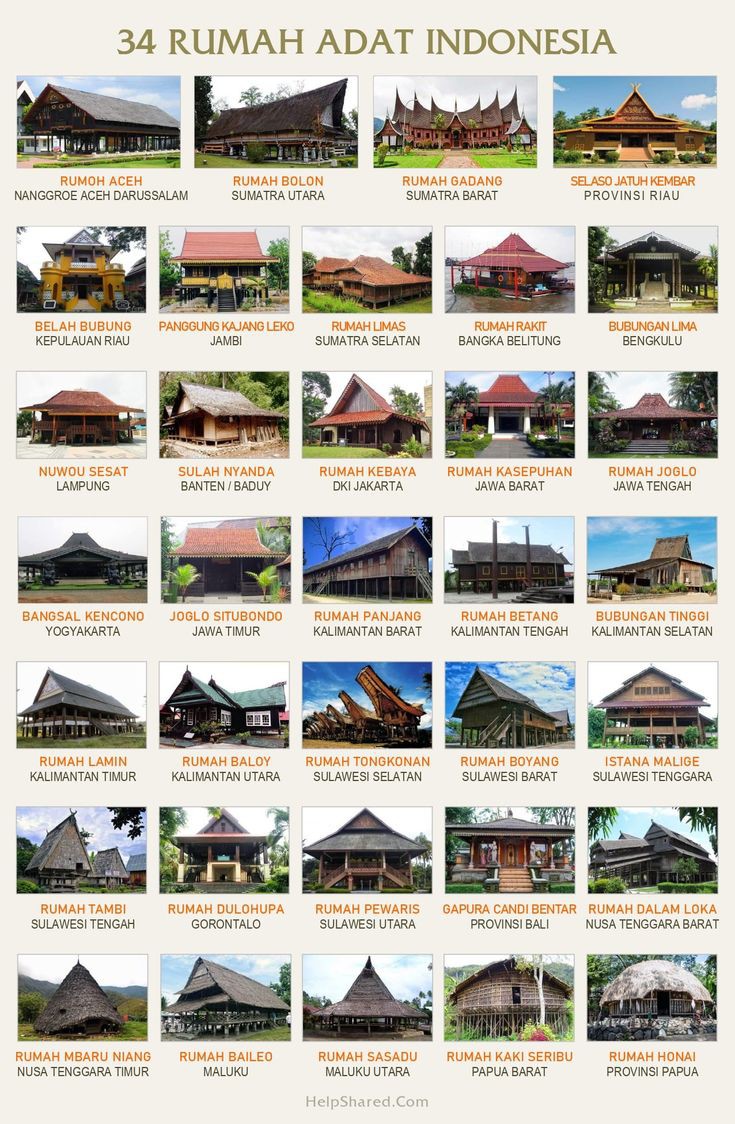 34 RUMAH ADAT INDONESIA
RUMOH ACEH
NANGGROE ACEH DARUSSALAM
RUMAH BOLON
SUMATRA UTARA
RUMAH GADANG
SUMATRA BARAT
SELASO JATUH KEMBAR
PROVINSI RIAU
BELAH BUBUNG
KEPULAUAN RIAU
PANGGUNG KAJANG LEKO
JAMBI
RUMAH LIMAS
SUMATRA SELATAN
RUMAH RAKIT
BANGKA BELITUNG
BUBUNGAN LIMA
BENGKULU
NUWOU SESAT
LAMPUNG
SULAH NYANDA
BANTEN / BADUY
RUMAH KEBAYA
DKI JAKARTA
RUMAH KASEPUHAN
JAWA BARAT
RUMAH JOGLO
JAWA TENGAH
BANGSAL KENCONO
YOGYAKARTA
JOGLO SITUBONDO
JAWA TIMUR
RUMAH PANJANG
KALIMANTAN BARAT
RUMAH BETANG
KALIMANTAN TENGAH
BUBUNGAN TINGGI
KALIMANTAN SELATAN
RUMAH LAMIN
KALIMANTAN TIMUR
RUMAH BALOY
KALIMANTAN UTARA
RUMAH TONGKONAN
SULAWESI SELATAN
RUMAH BOYANG
SULAWESI BARAT
ISTANA MALIGE
SULAWESI TENGGARA
RUMAH TAMBI
SULAWESI TENGAH
RUMAH DULOHUPA
GORONTALO
RUMAH PEWARIS
SULAWESI UTARA
GAPURA CANDI BENTAR
PROVINSI BALI
RUMAH DALAM LOKA
NUSA TENGGARA BARAT
RUMAH MBARU NIANG
NUSA TENGGARA TIMUR
RUMAH BAILEO
MALUKU
RUMAH SASADU
MALUKU UTARA
RUMAH KAKI SERIBU
PAPUA BARAT
RUMAH HONAI
PROVINSI PAPUA
HelpShared.Com